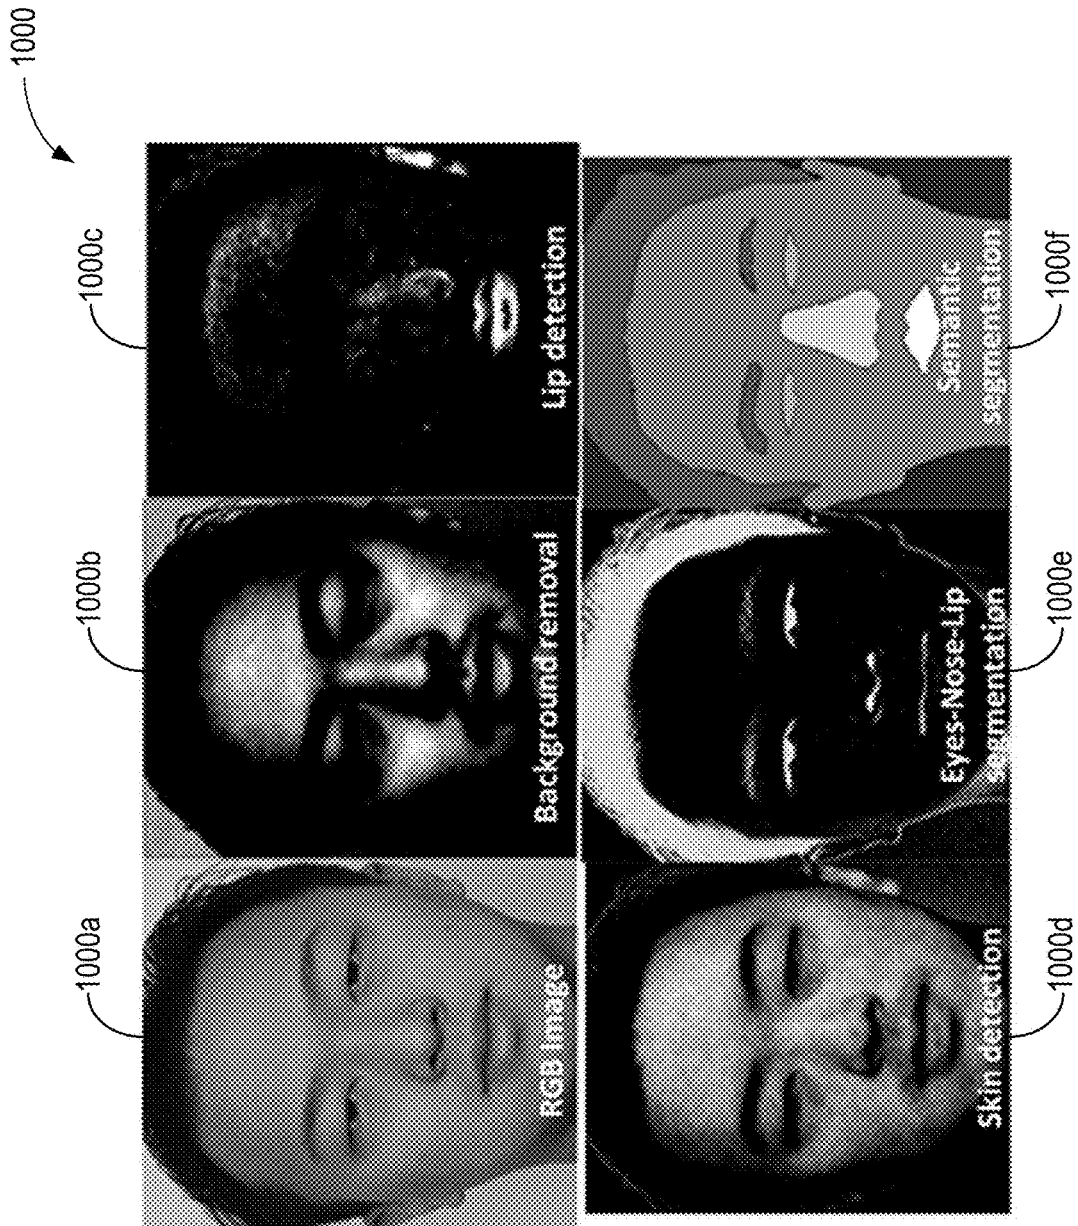 1000
1000a
1000b
1000c
RGB Image
Background removal
Lip detection
Skin detection
Eyes-Nose-Lip
segmentation
Semantic
segmentation
1000d
1000e
1000f